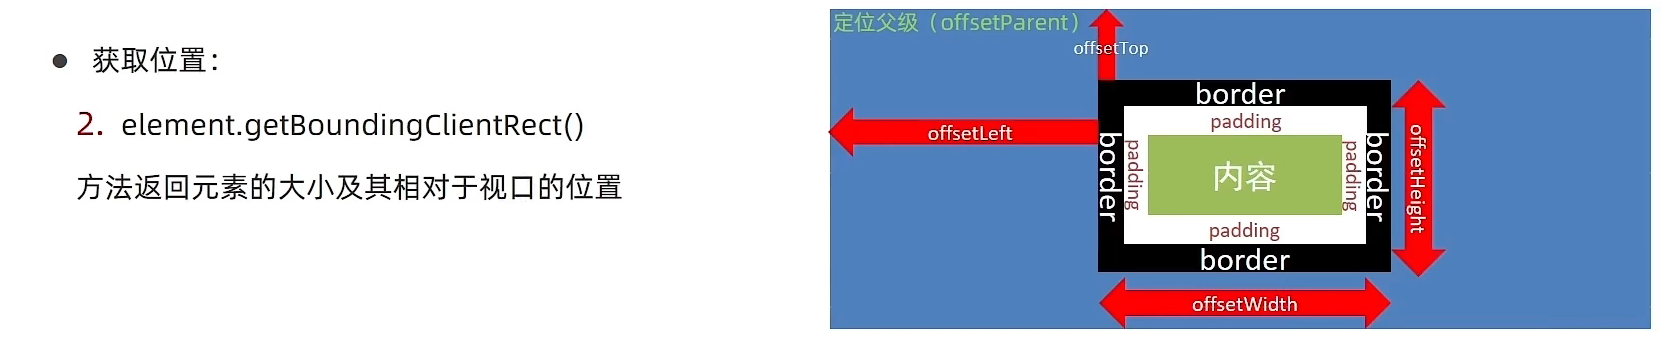 ● 获取位置：
2. element.getBoundingClientRect()
方法返回元素的大小及其相对于视口的位置
定位父级（offsetParent）
offsetTop
border
padding
offsetLeft
border
padding
内容
padding
border
offsetHeight
padding
border
offsetWidth